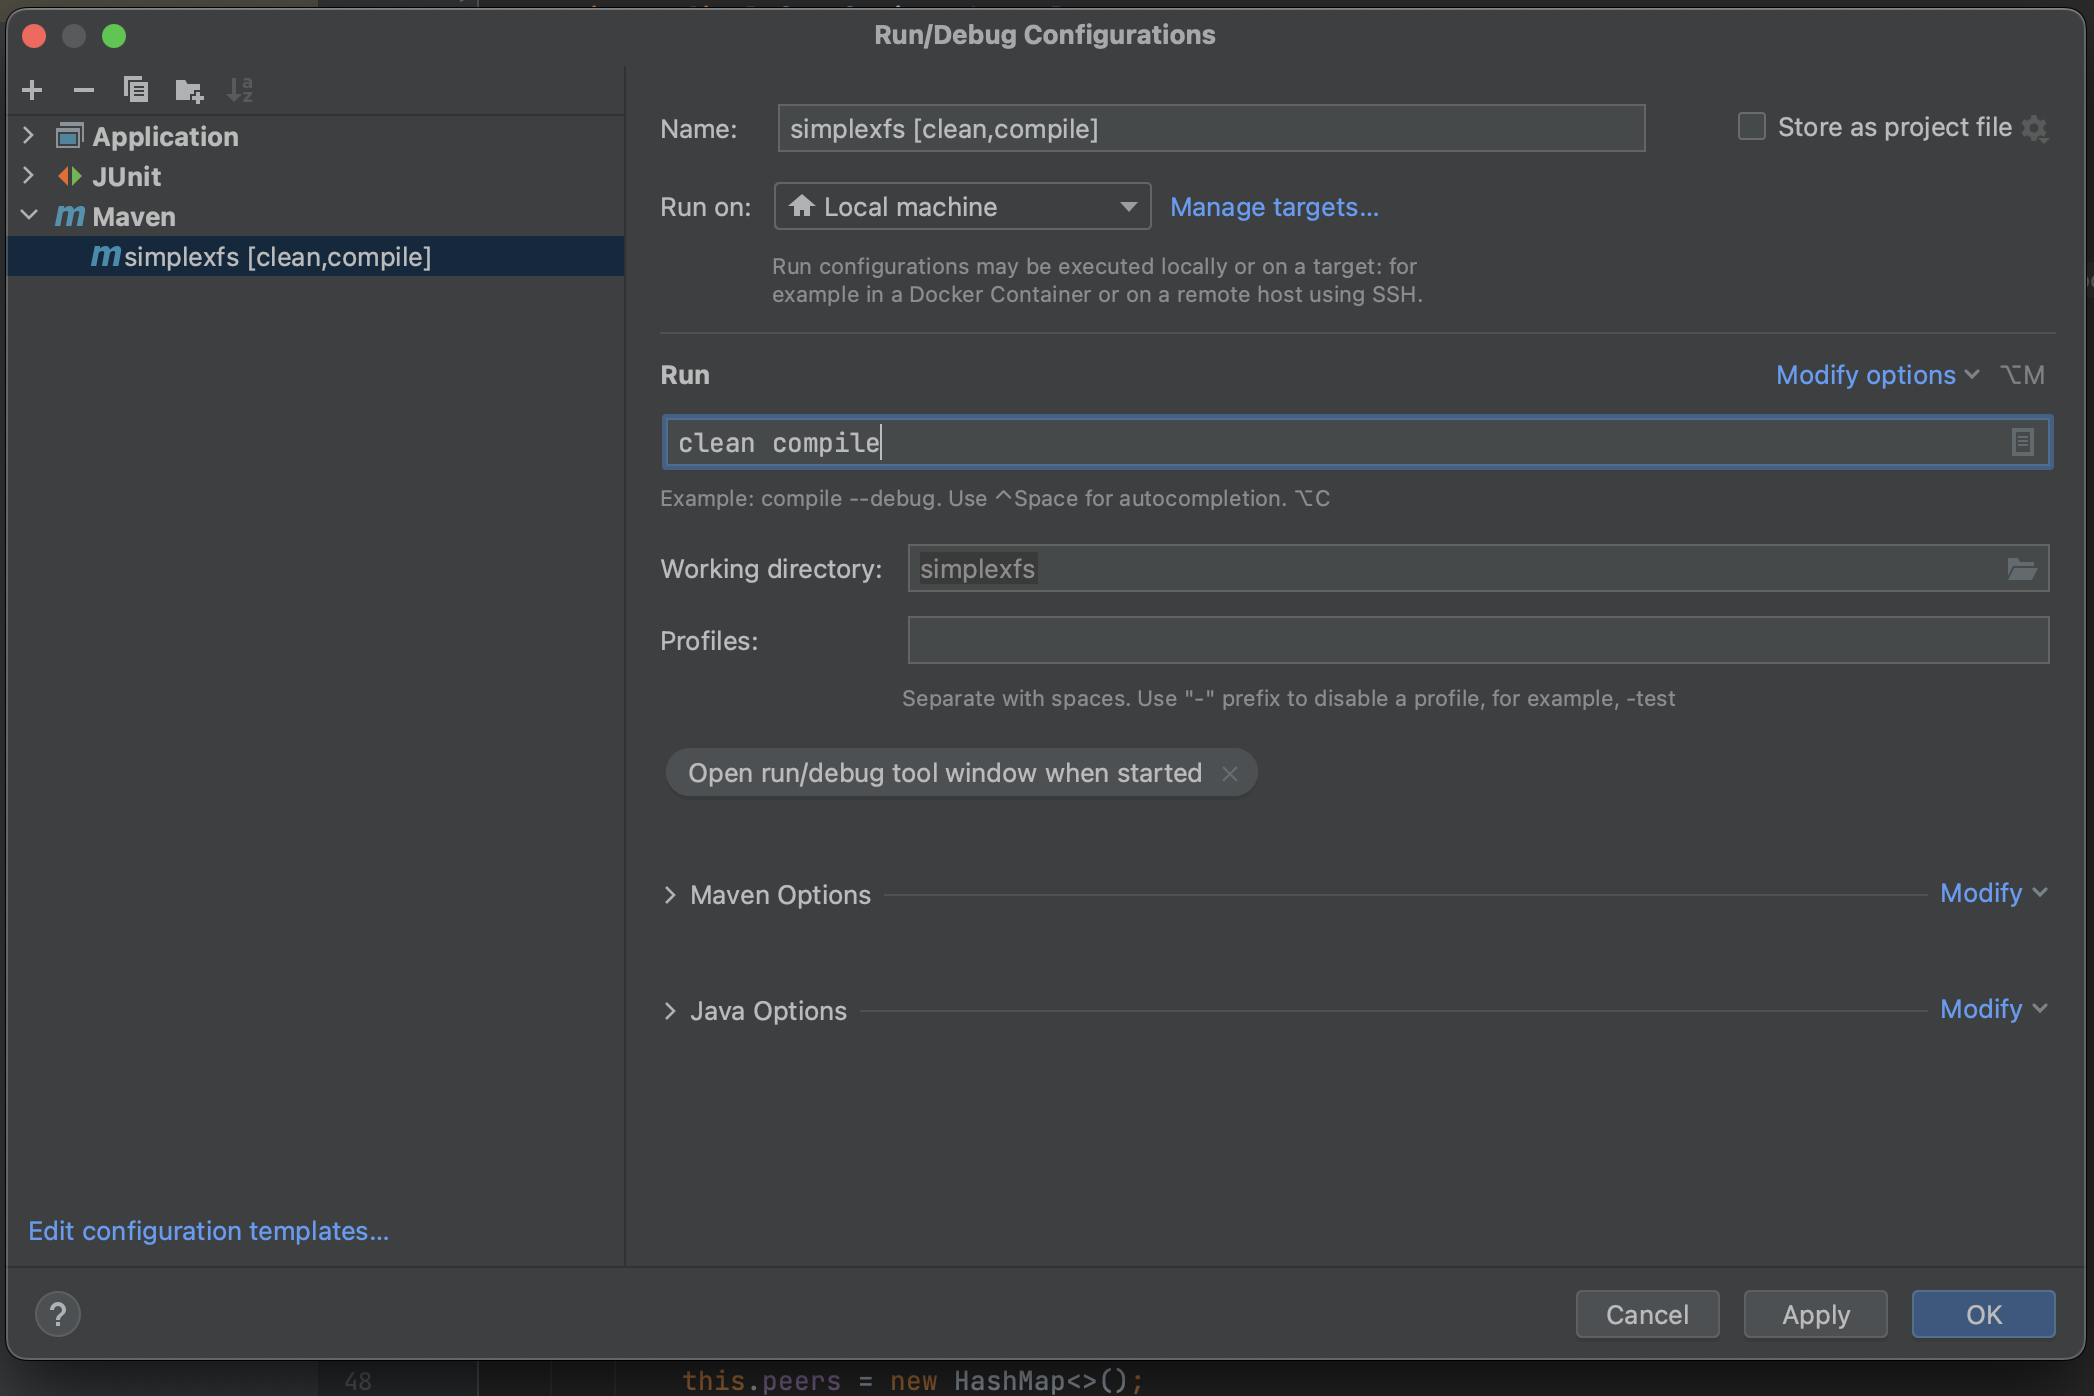 Run/Debug Configurations
Application
JUnit
Maven
simplexfs [clean,compile]
Edit configuration templates...
Name: simplexfs [clean,compile]
Store as project file
Run on: Local machine Manage targets...
Run configurations may be executed locally or on a target: for
example in a Docker Container or on a remote host using SSH.
Run
Modify options ⌥M
clean compile
Example: compile --debug. Use ^Space for autocompletion. ⌥C
Working directory: simplexfs
Profiles:
Separate with spaces. Use "-" prefix to disable a profile, for example, -test
Open run/debug tool window when started
Maven Options Modify
Java Options Modify
? Cancel Apply OK
48 this.peers = new HashMap<>();